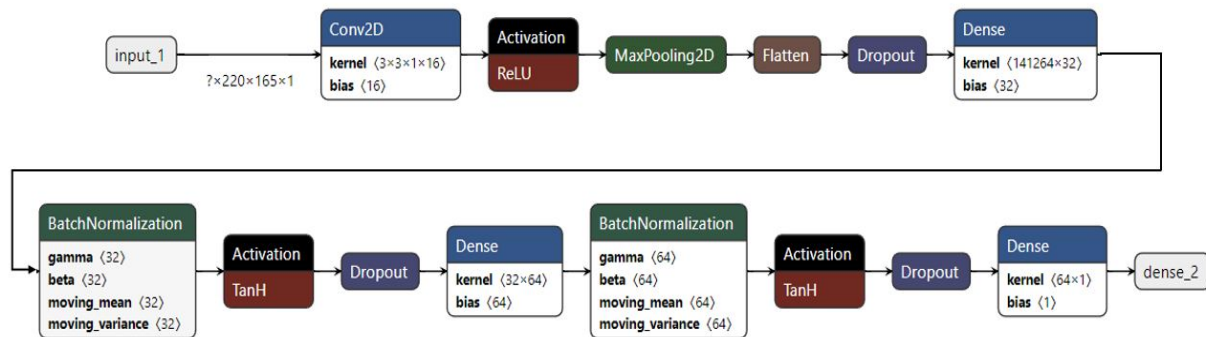 input_1
?×220×165×1
Conv2D
kernel ⟨3×3×1×16⟩
bias ⟨16⟩
Activation
ReLU
MaxPooling2D
Flatten
Dropout
Dense
kernel ⟨141264×32⟩
bias ⟨32⟩
BatchNormalization
gamma ⟨32⟩
beta ⟨32⟩
moving_mean ⟨32⟩
moving_variance ⟨32⟩
Activation
TanH
Dropout
Dense
kernel ⟨32×64⟩
bias ⟨64⟩
BatchNormalization
gamma ⟨64⟩
beta ⟨64⟩
moving_mean ⟨64⟩
moving_variance ⟨64⟩
Activation
TanH
Dropout
Dense
kernel ⟨64×1⟩
bias ⟨1⟩
dense_2